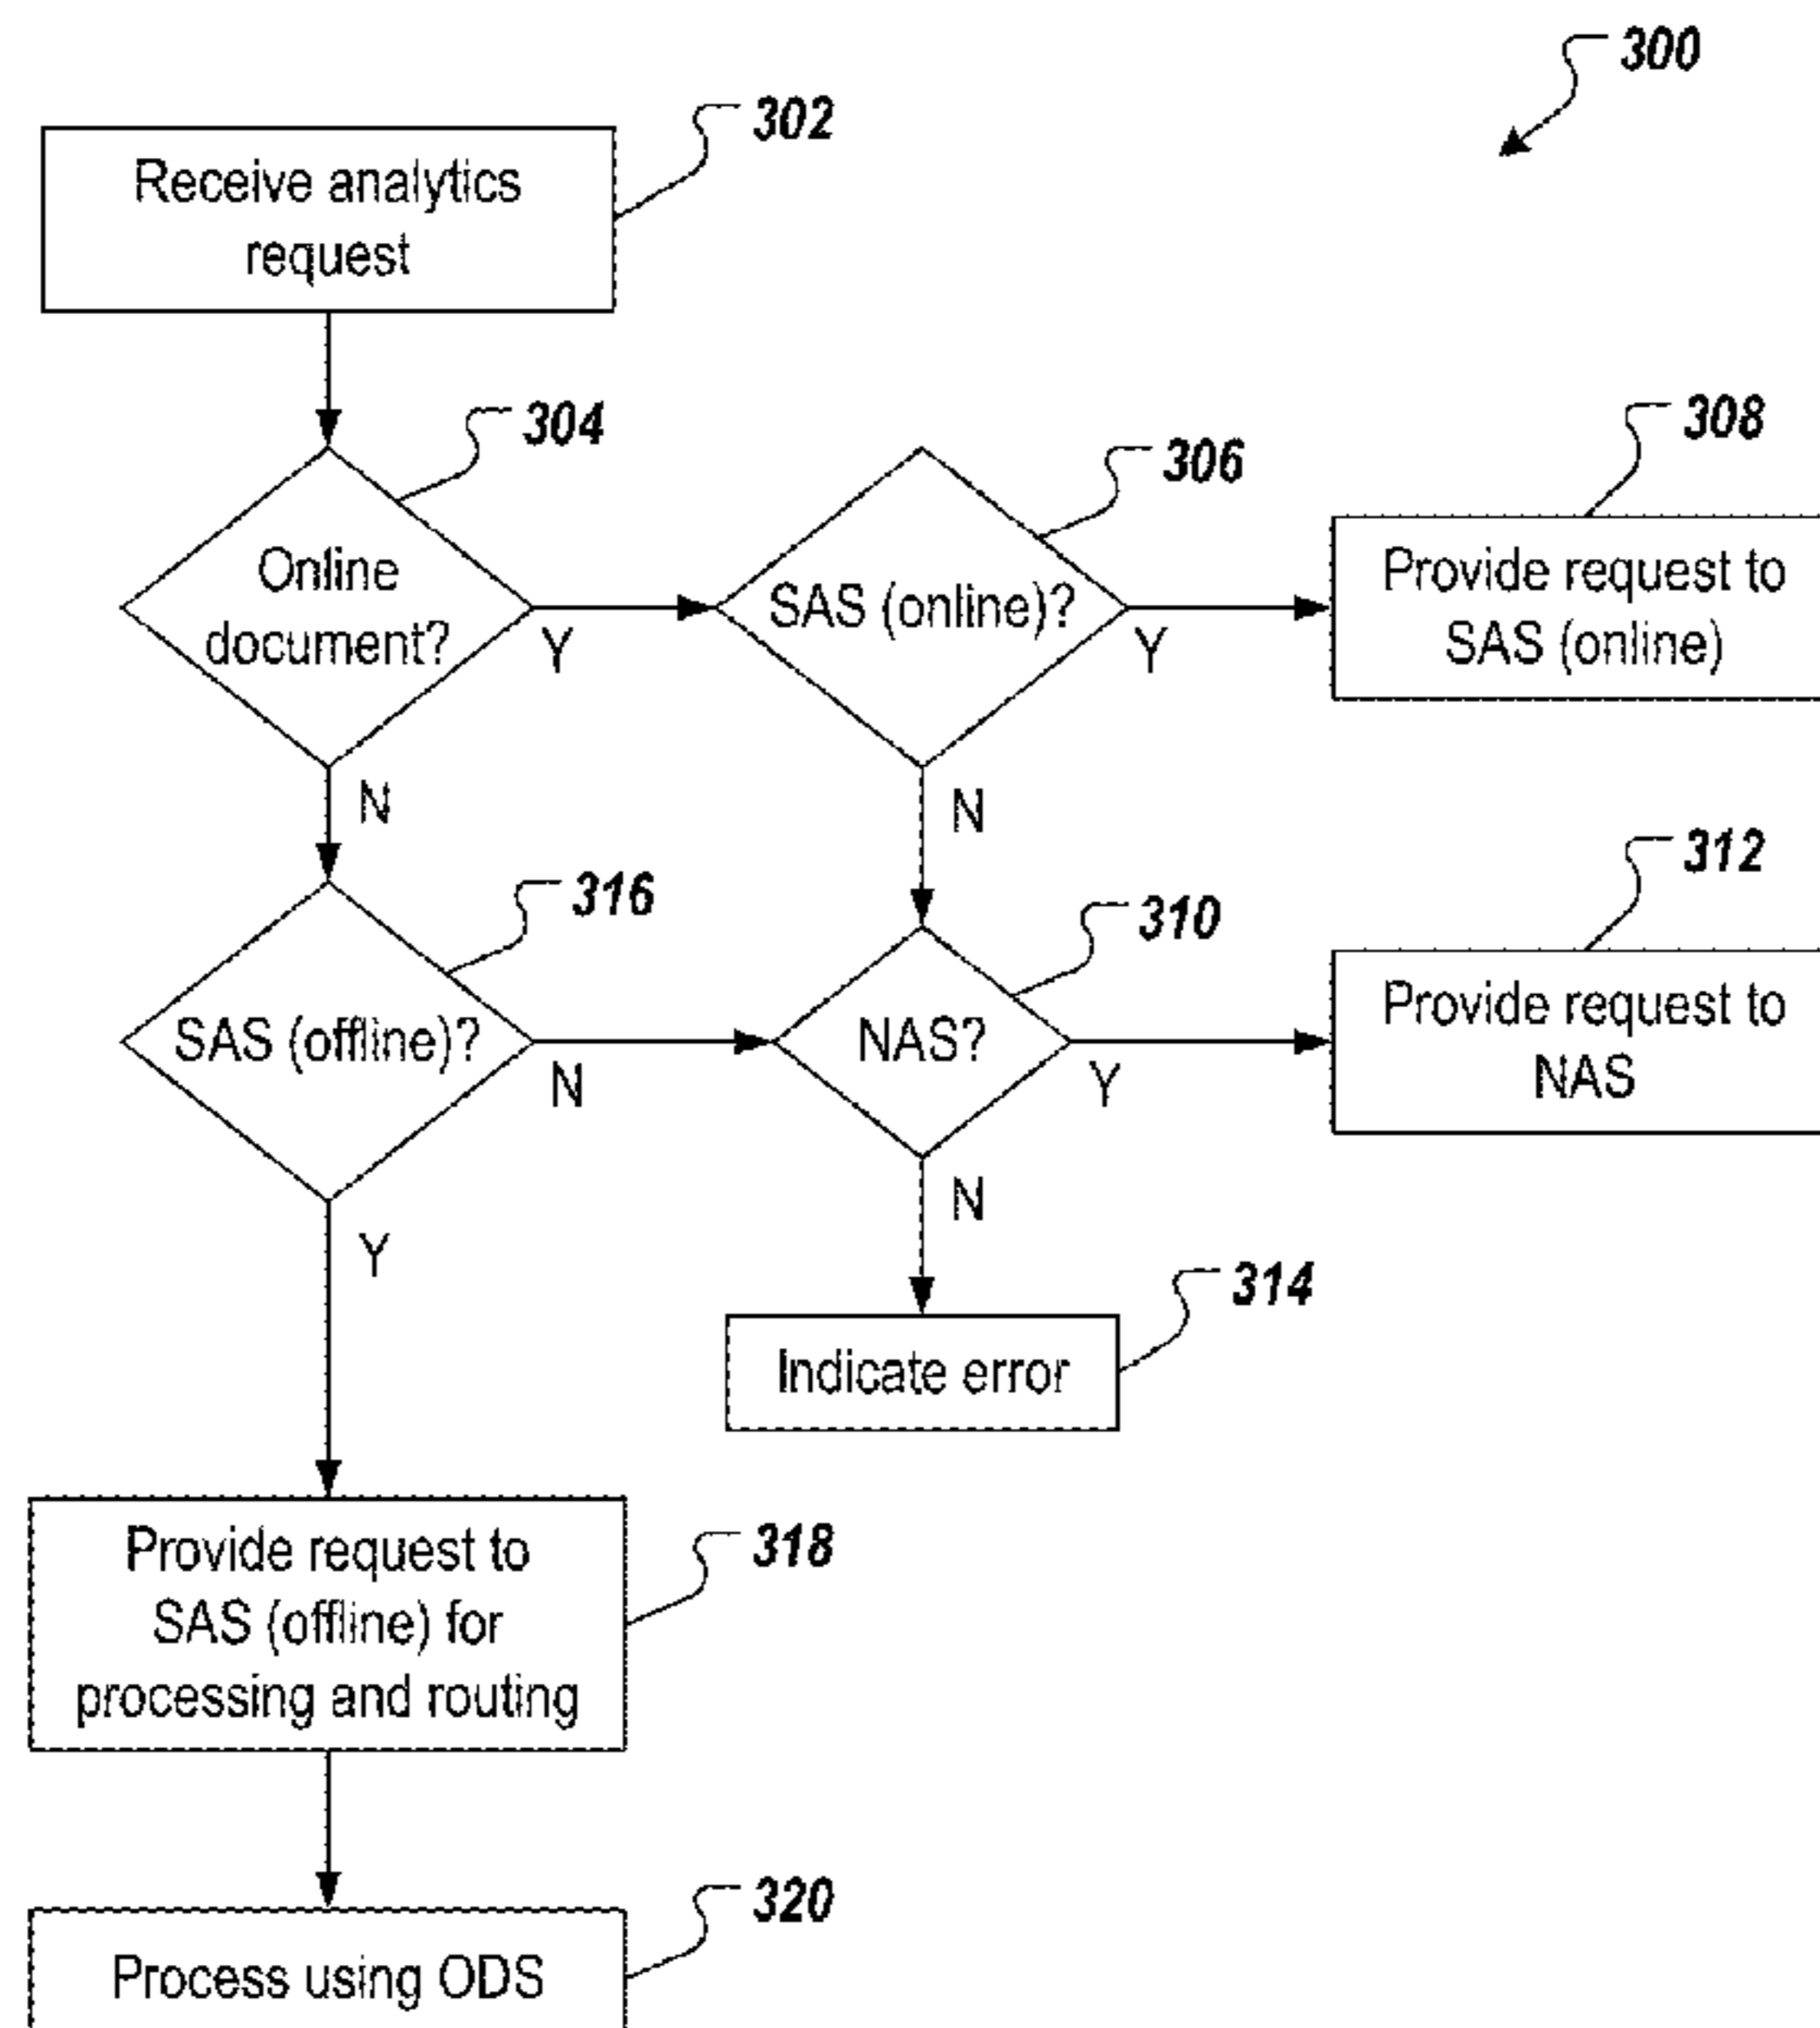 300
302
Receive analytics
request
304
306
308
Online
document?
Y
SAS (online)?
Y
Provide request to
SAS (online)
N
N
316
310
312
SAS (offline)?
N
NAS?
Y
Provide request to
NAS
Y
N
314
Indicate error
318
Provide request to
SAS (offline) for
processing and routing
320
Process using ODS